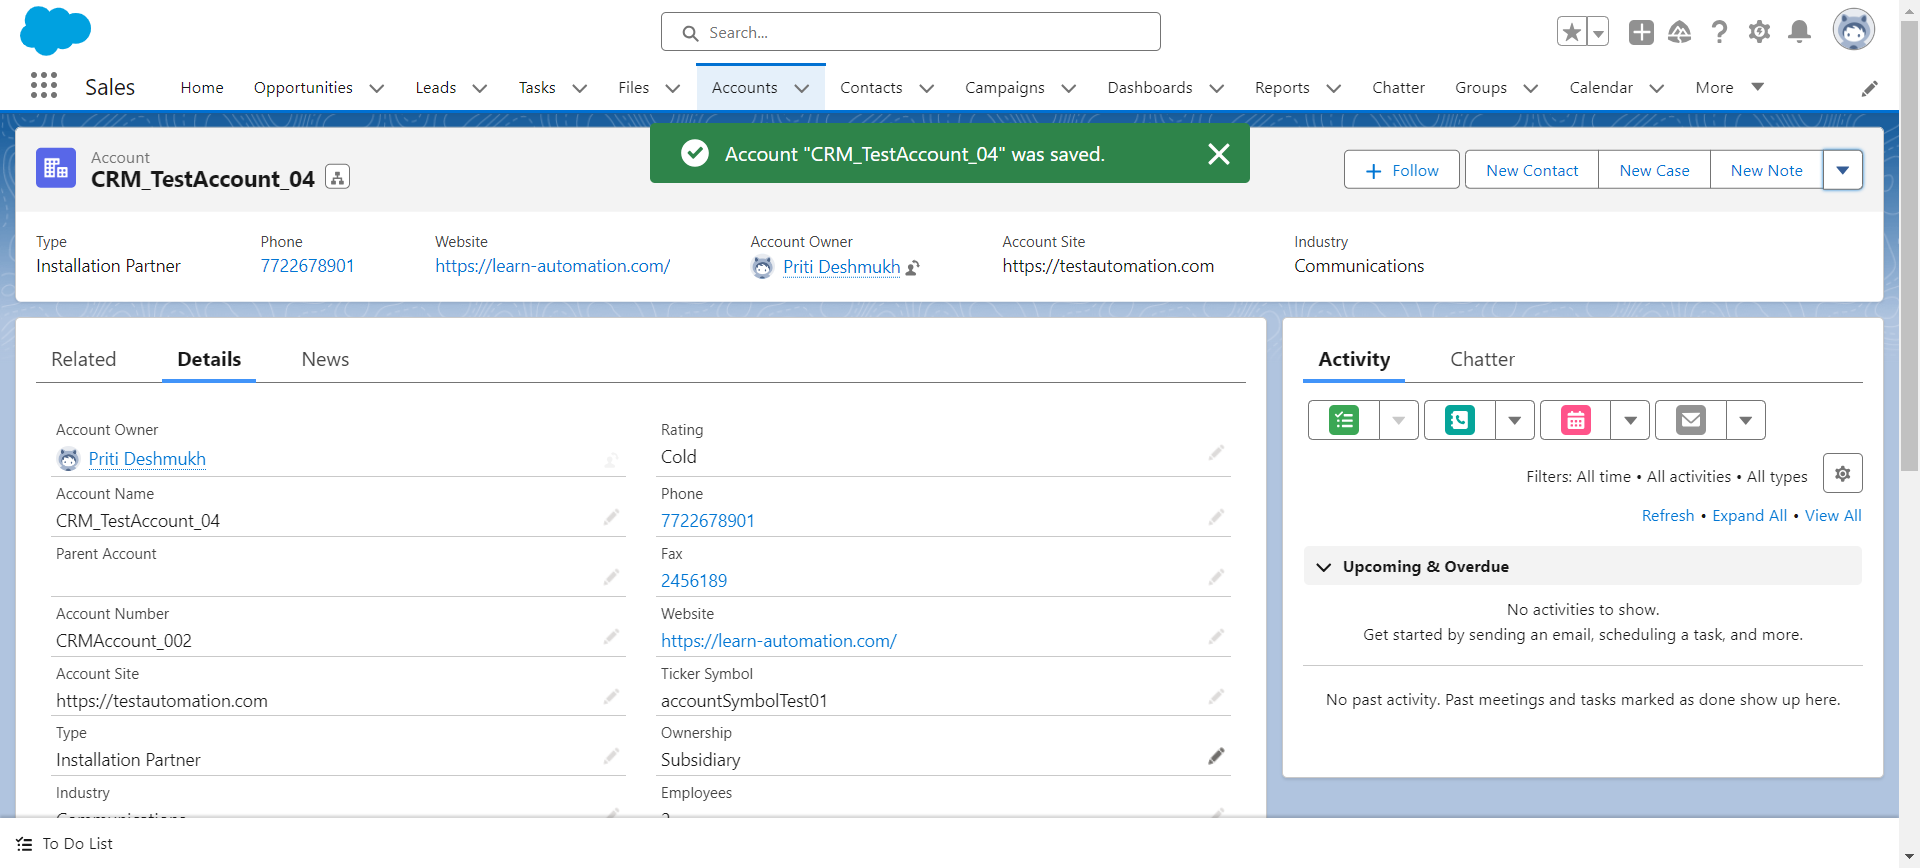 Search...
Sales
Home
Opportunities
Leads
Tasks
Files
Accounts
Contacts
Campaigns
Dashboards
Reports
Chatter
Groups
Calendar
More
Account "CRM_TestAccount_04" was saved.
Account
CRM_TestAccount_04
Follow
New Contact
New Case
New Note
Type
Installation Partner
Phone
7722678901
Website
https://learn-automation.com/
Account Owner
Priti Deshmukh
Account Site
https://testautomation.com
Industry
Communications
Related
Details
News
Account Owner
Priti Deshmukh
Rating
Cold
Account Name
CRM_TestAccount_04
Phone
7722678901
Parent Account
Fax
2456189
Account Number
CRMAccount_002
Website
https://learn-automation.com/
Account Site
https://testautomation.com
Ticker Symbol
accountSymbolTest01
Type
Installation Partner
Ownership
Subsidiary
Industry
Communications
Employees
Activity
Chatter
Filters: All time • All activities • All types
Refresh • Expand All • View All
Upcoming & Overdue
No activities to show.
Get started by sending an email, scheduling a task, and more.
No past activity. Past meetings and tasks marked as done show up here.
To Do List